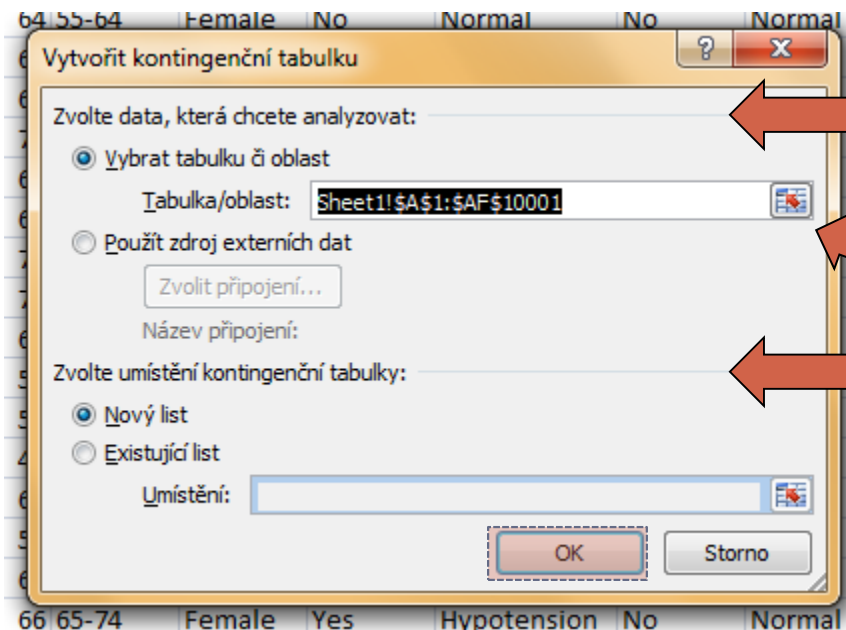 64 55-64 Female No Normal No Normal
Vytvořit kontingenční tabulku
Zvolte data, která chcete analyzovat:
Vybrat tabulku či oblast
Tabulka/oblast: Sheet1!$A$1:$AF$10001
Použít zdroj externích dat
Zvolit připojení...
Název připojení:
Zvolte umístění kontingenční tabulky:
Nový list
Existující list
Umístění:
OK Storno
66 65-74 Female Yes Hypotension No Normal